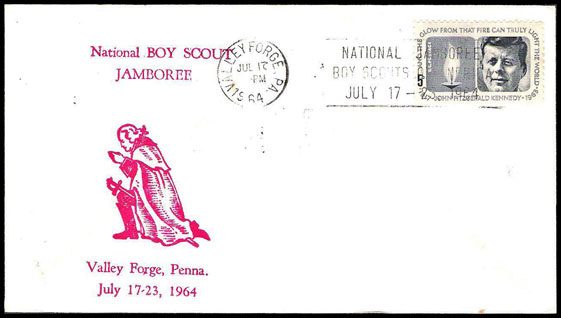 National BOY SCOUT
JAMBOREE
VALLEY FORGE, PA.
JUL 17
PM
1964
NATIONAL JAMBOREE
BOY SCOUTS
JULY 17 - 1964
GLOW FROM THAT FIRE CAN TRULY LIGHT THE WORLD
5
JOHN FITZGERALD KENNEDY
Valley Forge, Penna.
July 17-23, 1964